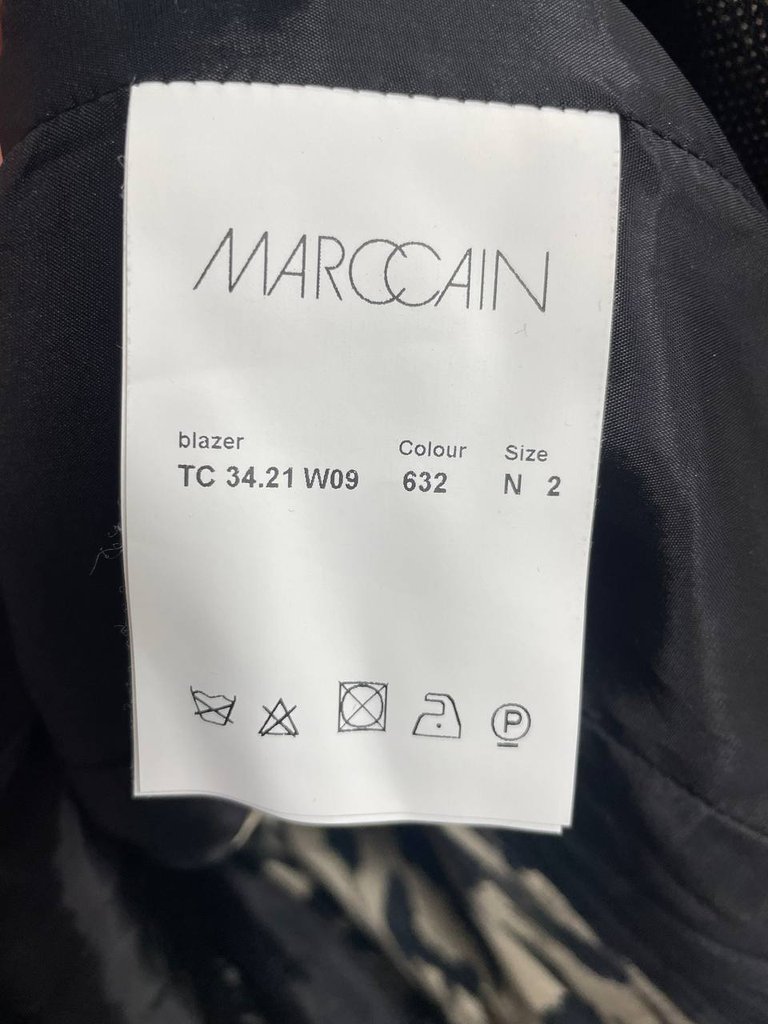 MARCCAIN
blazer Colour Size
TC 34.21 W09 632 N 2
P